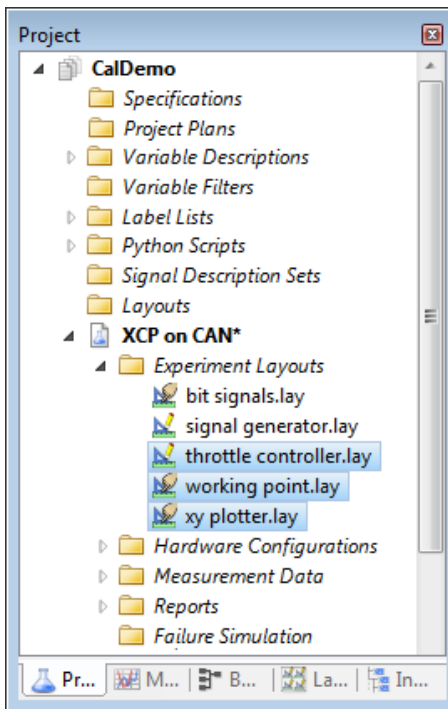 Project
CalDemo
Specifications
Project Plans
Variable Descriptions
Variable Filters
Label Lists
Python Scripts
Signal Description Sets
Layouts
XCP on CAN*
Experiment Layouts
bit signals.lay
signal generator.lay
throttle controller.lay
working point.lay
xy plotter.lay
Hardware Configurations
Measurement Data
Reports
Failure Simulation
Pr... M... B... La... In...